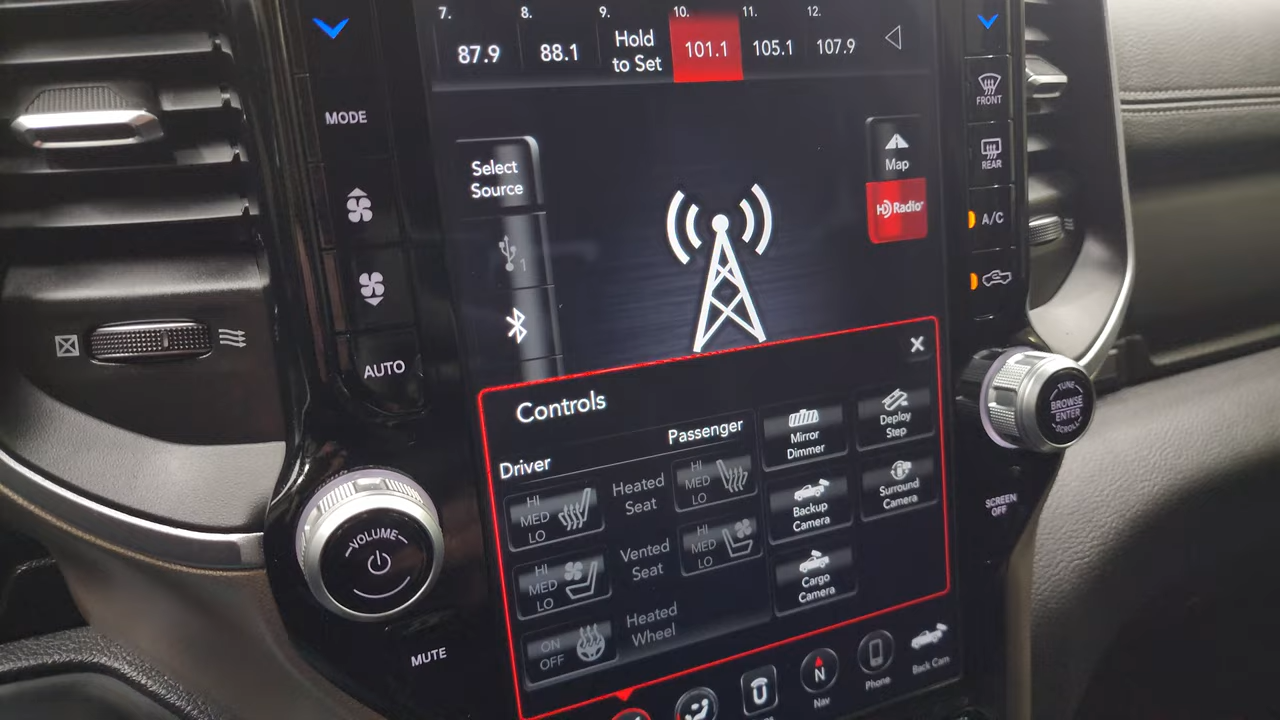 7.
8.
9.
10.
11.
12.
87.9
88.1
Hold
to Set
101.1
105.1
107.9
MODE
FRONT
REAR
Select
Source
Map
HD Radio
A/C
1
AUTO
Controls
Driver
Passenger
Mirror
Dimmer
Deploy
Step
HI
MED
LO
Heated
Seat
HI
MED
LO
Backup
Camera
Surround
Camera
HI
MED
LO
Vented
Seat
HI
MED
LO
Cargo
Camera
ON
OFF
Heated
Wheel
TUNE
BROWSE
ENTER
SCROLL
SCREEN
OFF
VOLUME
MUTE
N
Nav
Phone
Back Cam